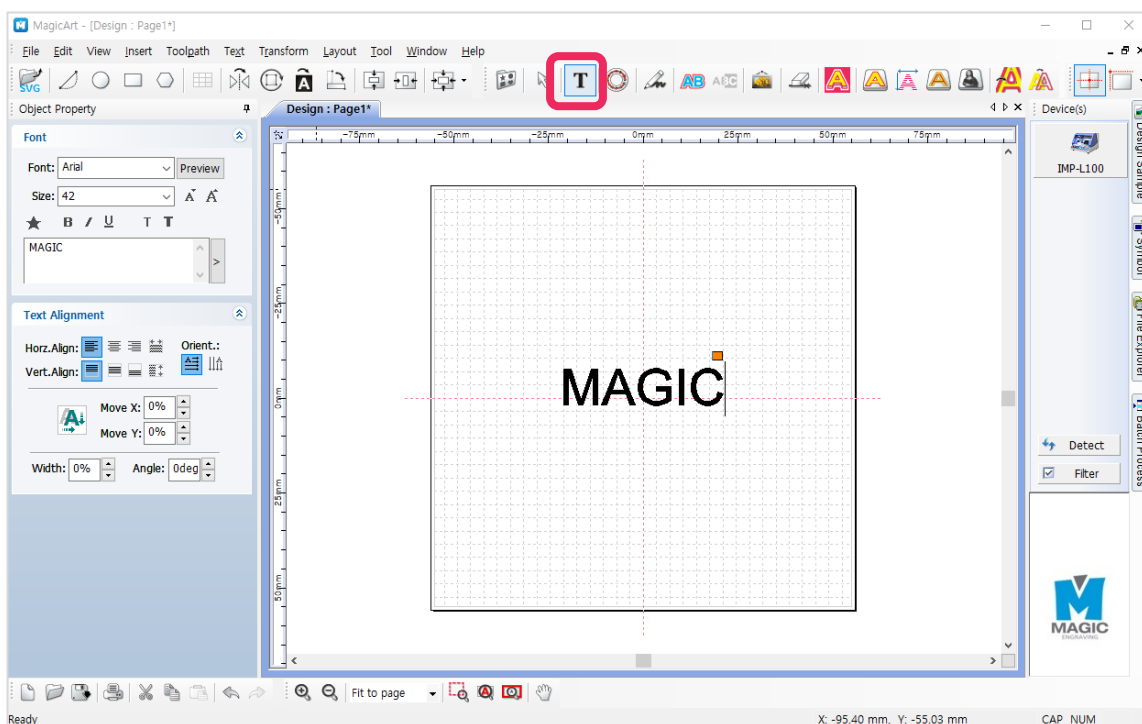 MagicArt - [Design : Page1*]
File Edit View Insert Toolpath Text Transform Layout Tool Window Help
SVG T AB ABC
Object Property
Design : Page1*
Device(s)
Font
Font: Arial Preview
Size: 42
B I U T T
MAGIC
>
Text Alignment
Horz.Align: Orient.:
Vert.Align:
Move X: 0%
Move Y: 0%
Width: 0% Angle: 0deg
-75mm -50mm -25mm 0mm 25mm 50mm 75mm
-50mm
-25mm
0mm
25mm
50mm
MAGIC
IMP-L100
Detect
Filter
Design Sample
Symbol
File Explorer
Batch Process
MAGIC
ENGRAVING
Fit to page
Ready
X: -95.40 mm, Y: -55.03 mm
CAP NUM